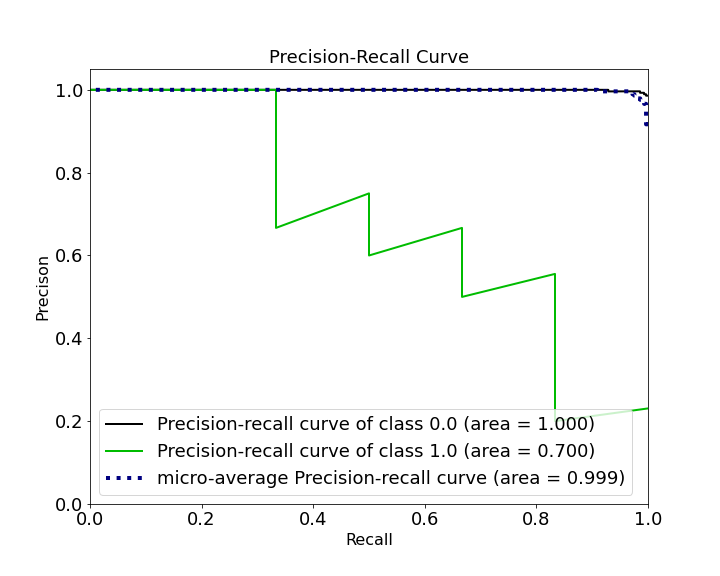 Precision-Recall Curve
1.0
0.8
0.6
0.4
0.2
0.0
Precison
Precision-recall curve of class 0.0 (area = 1.000)
Precision-recall curve of class 1.0 (area = 0.700)
micro-average Precision-recall curve (area = 0.999)
0.0 0.2 0.4 0.6 0.8 1.0
Recall